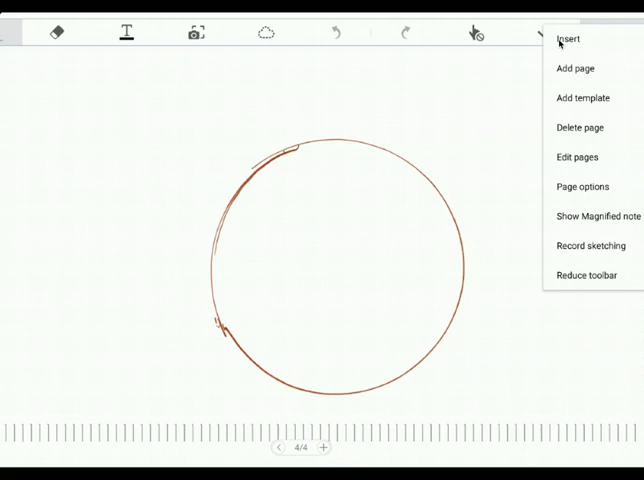 T
Insert
Add page
Add template
Delete page
Edit pages
Page options
Show Magnified note
Record sketching
Reduce toolbar
4/4